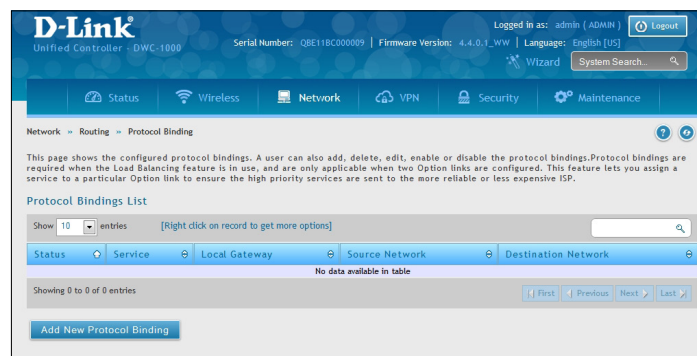 D-Link
Logged in as: admin ( ADMIN ) Logout
Unified Controller - DWC-1000
Serial Number: QBE11BC000009 | Firmware Version: 4.4.0.1_WW | Language: English [US]
Wizard System Search...
Status Wireless Network VPN Security Maintenance
Network » Routing » Protocol Binding
This page shows the configured protocol bindings. A user can also add, delete, edit, enable or disable the protocol bindings.Protocol bindings are
required when the Load Balancing feature is in use, and are only applicable when two Option links are configured. This feature lets you assign a
service to a particular Option link to ensure the high priority services are sent to the more reliable or less expensive ISP.
Protocol Bindings List
Show 10 entries [Right click on record to get more options]
Status Service Local Gateway Source Network Destination Network
No data available in table
Showing 0 to 0 of 0 entries First Previous Next Last
Add New Protocol Binding